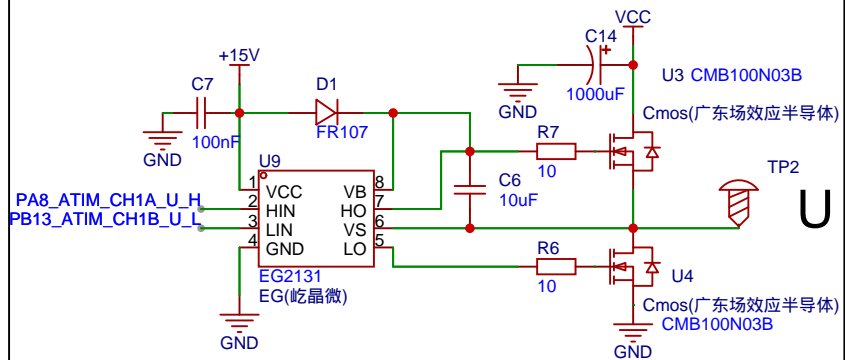 VCC
C14
+
1000uF
GND
U3 CMB100N03B
Cmos(广东场效应半导体)
+15V
C7
100nF
GND
D1
FR107
R7
10
C6
10uF
TP2
U
U9
1 VCC VB 8
2 HIN HO 7
3 LIN VS 6
4 GND LO 5
PA8_ATIM_CH1A_U_H
PB13_ATIM_CH1B_U_L
EG2131
EG(屹晶微)
GND
R6
10
U4
Cmos(广东场效应半导体)
CMB100N03B
GND